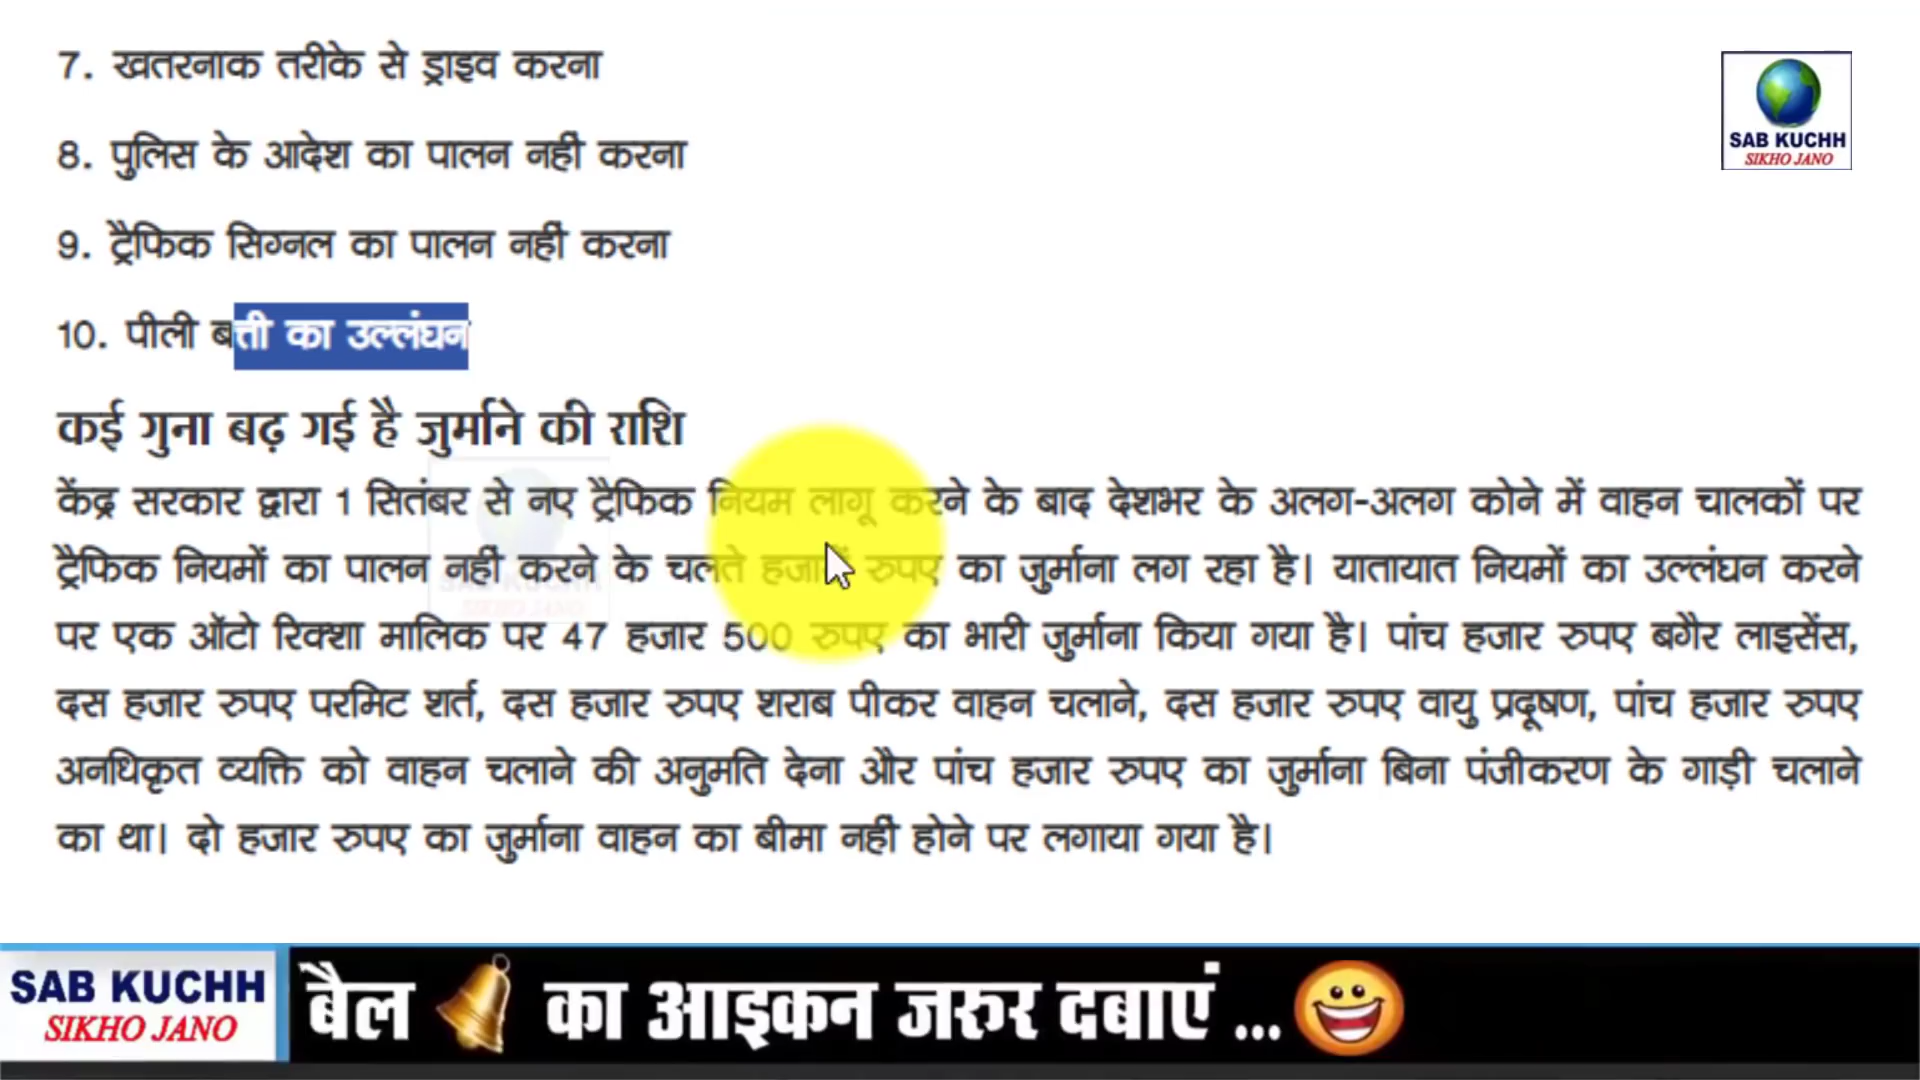 7. खतरनाक तरीके से ड्राइव करना
SAB KUCHH
SIKHO JANO
8. पुलिस के आदेश का पालन नहीं करना
9. ट्रैफिक सिग्नल का पालन नहीं करना
10. पीली बत्ती का उल्लंघन
कई गुना बढ़ गई है जुर्माने की राशि
केंद्र सरकार द्वारा 1 सितंबर से नए ट्रैफिक नियम लागू करने के बाद देशभर के अलग-अलग कोने में वाहन चालकों पर
ट्रैफिक नियमों का पालन नहीं करने के चलते हजारों रुपए का जुर्माना लग रहा है। यातायात नियमों का उल्लंघन करने
पर एक ऑटो रिक्शा मालिक पर 47 हजार 500 रुपए का भारी जुर्माना किया गया है। पांच हजार रुपए बगैर लाइसेंस,
दस हजार रुपए परमिट शर्त, दस हजार रुपए शराब पीकर वाहन चलाने, दस हजार रुपए वायु प्रदूषण, पांच हजार रुपए
अनधिकृत व्यक्ति को वाहन चलाने की अनुमति देना और पांच हजार रुपए का जुर्माना बिना पंजीकरण के गाड़ी चलाने
का था। दो हजार रुपए का जुर्माना वाहन का बीमा नहीं होने पर लगाया गया है।
SAB KUCHH
SIKHO JANO
SAB KUCHH
SIKHO JANO
बैल का आइकन जरुर दबाएं ...